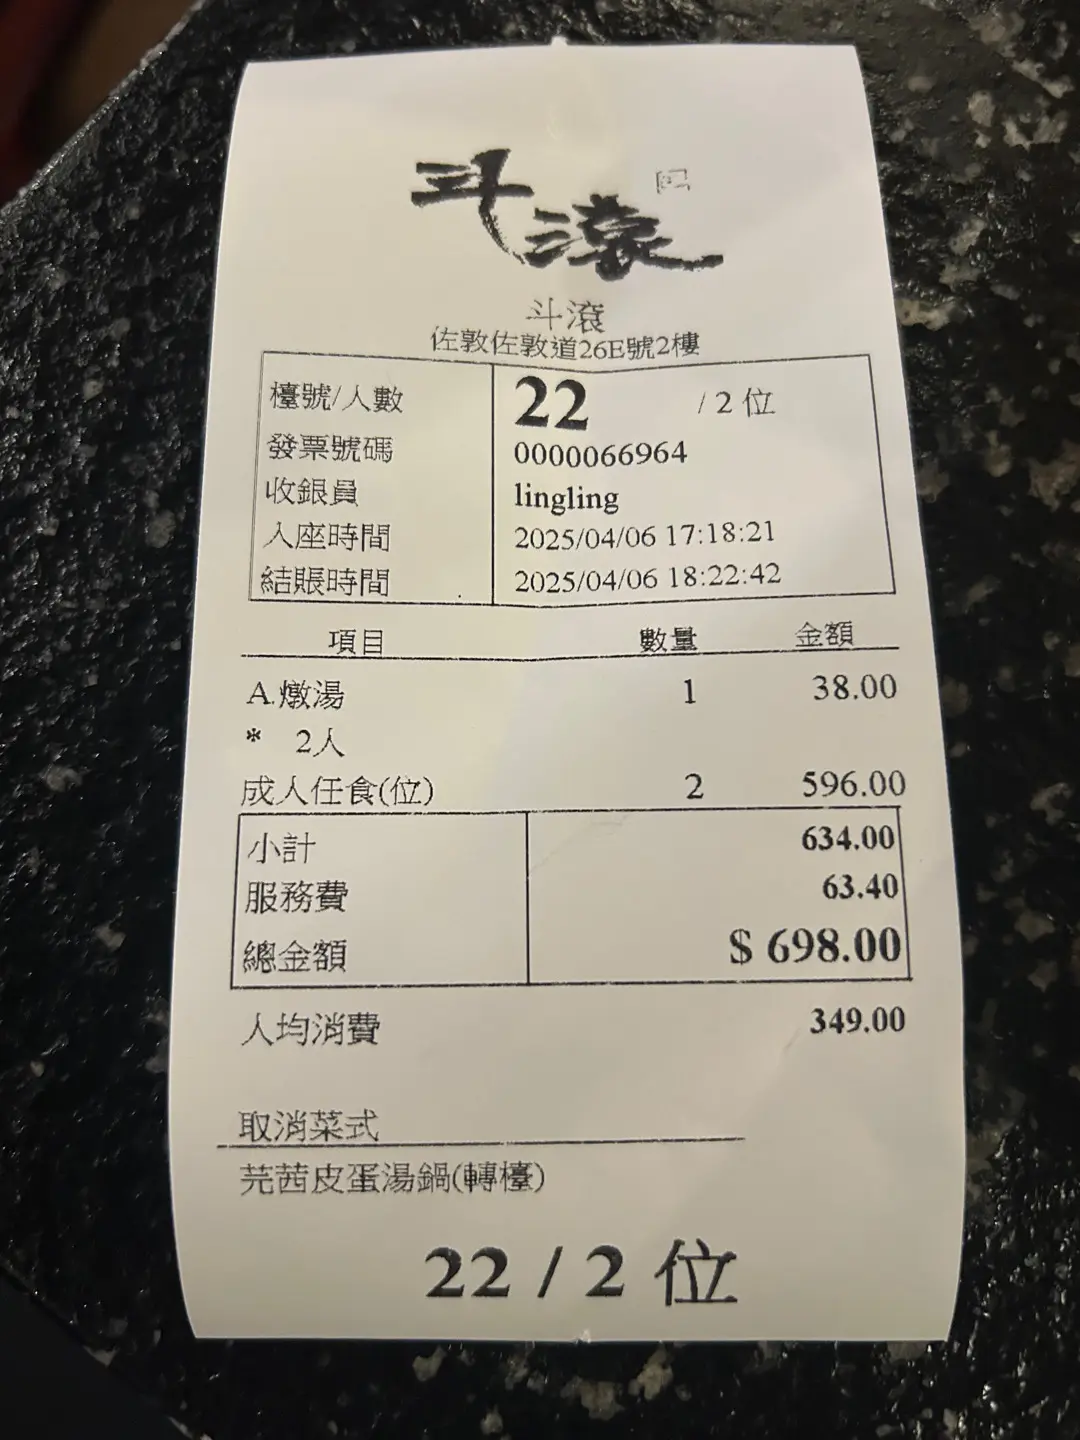 斗滾
斗滾
佐敦佐敦道26E號2樓
檯號/人數 22 / 2 位
發票號碼 0000066964
收銀員 lingling
入座時間 2025/04/06 17:18:21
結賬時間 2025/04/06 18:22:42
項目 數量 金額
A.燉湯 1 38.00
* 2人
成人任食(位) 2 596.00
小計 634.00
服務費 63.40
總金額 $ 698.00
人均消費 349.00
取消菜式
芫茜皮蛋湯鍋(轉檯)
22 / 2 位